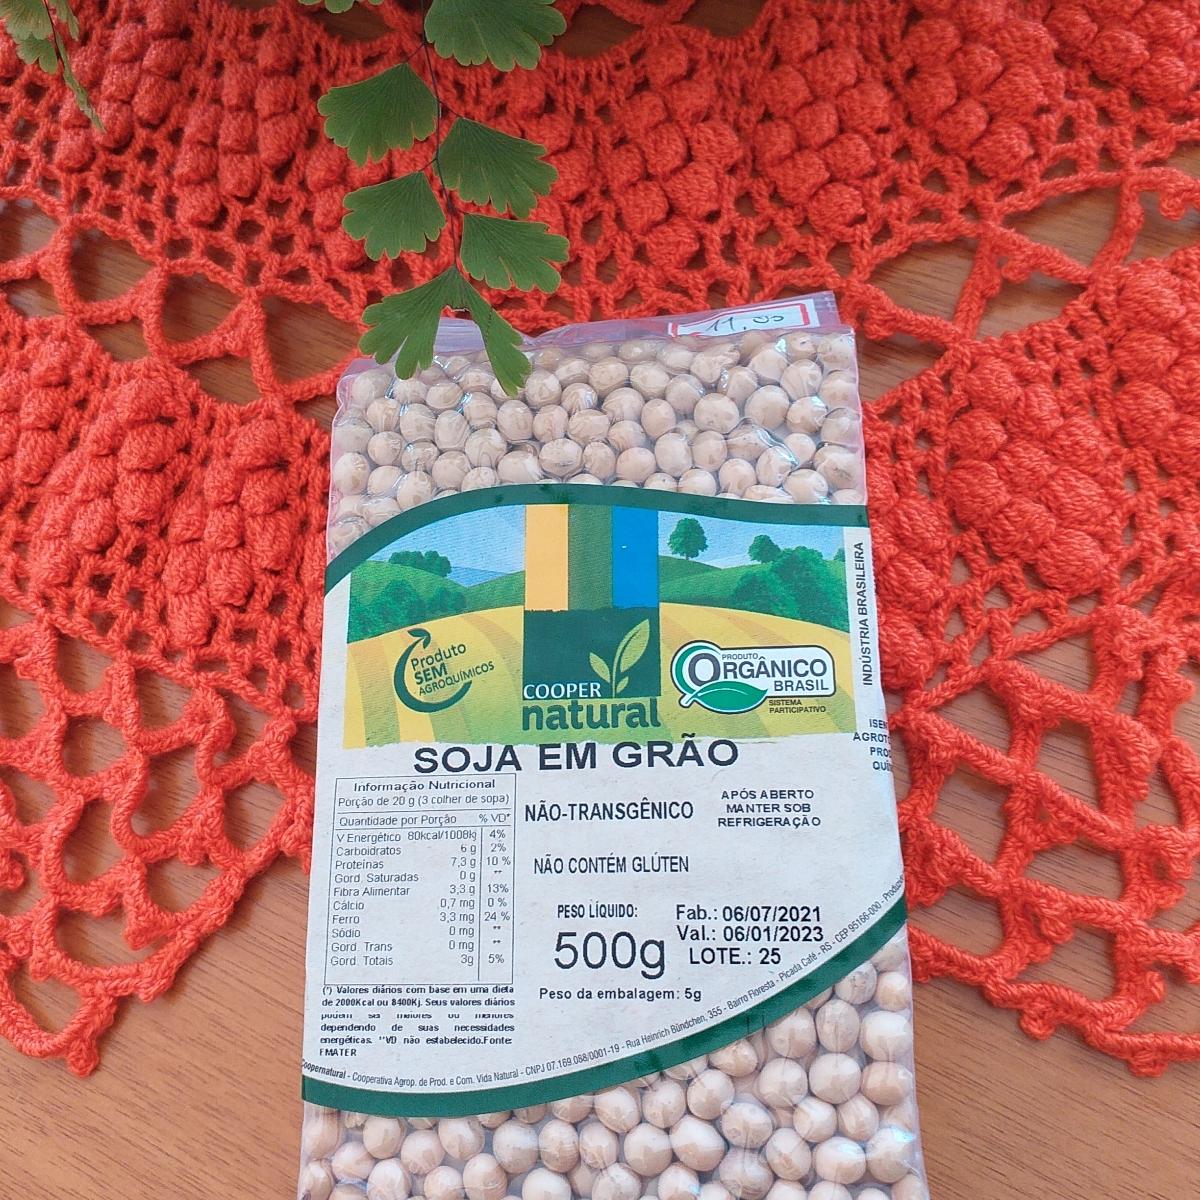 11,00
Produto
SEM
AGROQUÍMICOS
COOPER
natural
PRODUTO
ORGÂNICO
BRASIL
SISTEMA
PARTICIPATIVO
INDÚSTRIA BRASILEIRA
SOJA EM GRÃO
Informação Nutricional
Porção de 20 g (3 colher de sopa)
Quantidade por Porção % VD*
V Energético 80kcal/1008kj 4%
Carboidratos 6 g 2%
Proteínas 7,3 g 10 %
Gord. Saturadas 0 g **
Fibra Alimentar 3,3 g 13%
Cálcio 0,7 mg 0 %
Ferro 3,3 mg 24 %
Sódio 0 mg **
Gord. Trans 0 mg **
Gord. Totais 3g 5%
(*) Valores diários com base em uma dieta
de 2000Kcal ou 8400Kj. Seus valores diários
podem ser maiores ou menores
dependendo de suas necessidades
energéticas. **VD não estabelecido.Fonte:
FMATER
NÃO-TRANSGÊNICO
NÃO CONTÉM GLÚTEN
APÓS ABERTO
MANTER SOB
REFRIGERAÇÃO
PESO LÍQUIDO:
500g
Peso da embalagem: 5g
Fab.: 06/07/2021
Val.: 06/01/2023
LOTE.: 25
oopernatural - Cooperativa Agrop. de Prod. e Com. Vida Natural - CNPJ 07.169.088/0001-19 - Rua Heinrich Bündchen, 355 - Bairro Floresta - Picada Café - RS - CEP 95166-000 -